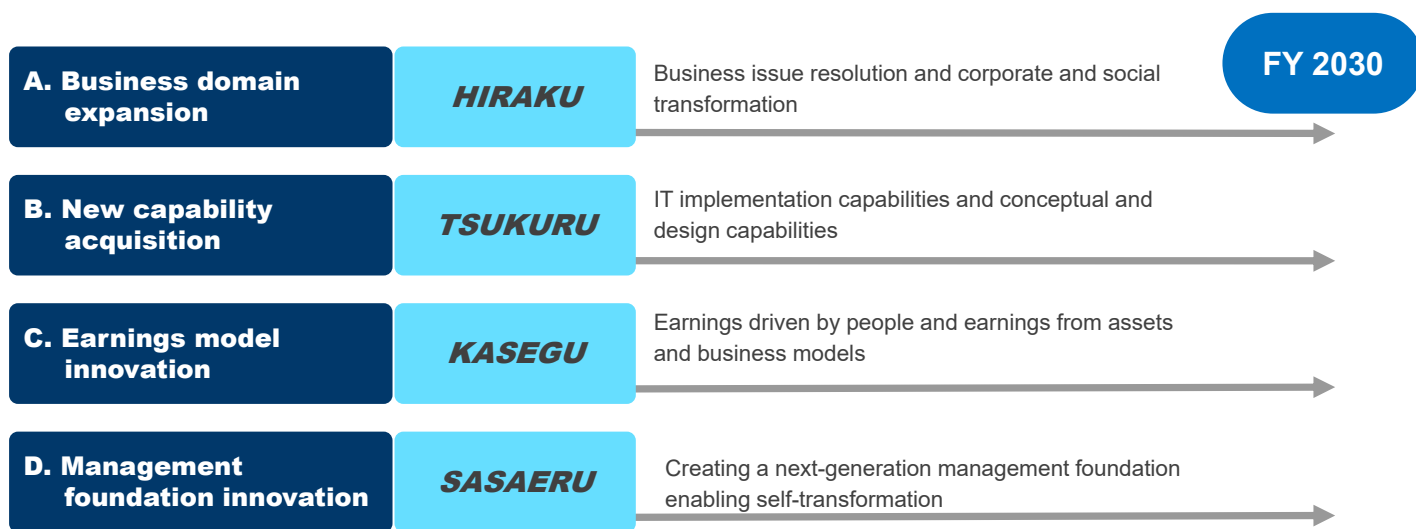 FY 2030
A. Business domain
expansion
HIRAKU
Business issue resolution and corporate and social
transformation
B. New capability
acquisition
TSUKURU
IT implementation capabilities and conceptual and
design capabilities
C. Earnings model
innovation
KASEGU
Earnings driven by people and earnings from assets
and business models
D. Management
foundation innovation
SASAERU
Creating a next-generation management foundation
enabling self-transformation